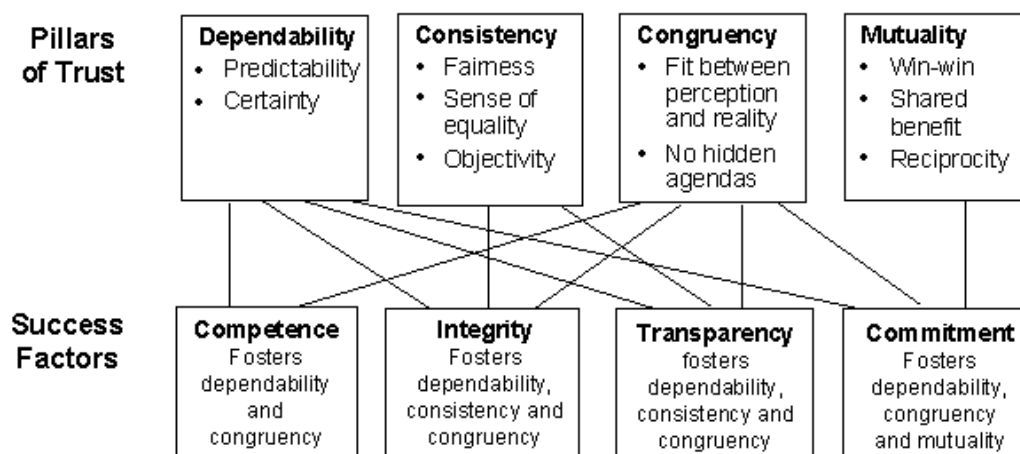 Pillars
of Trust
Dependability
• Predictability
• Certainty
Consistency
• Fairness
• Sense of
equality
• Objectivity
Congruency
• Fit between
perception
and reality
• No hidden
agendas
Mutuality
• Win-win
• Shared
benefit
• Reciprocity
Success
Factors
Competence
Fosters
dependability
and
congruency
Integrity
Fosters
dependability,
consistency and
congruency
Transparency
fosters
dependability,
consistency and
congruency
Commitment
Fosters
dependability,
congruency
and mutuality